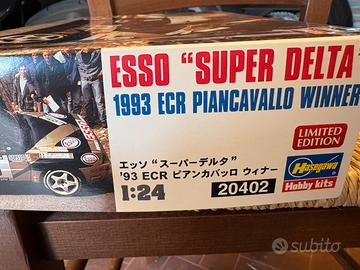 ESSO "SUPER DELTA"
1993 ECR PIANCAVALLO WINNER
LIMITED
EDITION
エッソ "スーパーデルタ"
'93 ECR ピアンカバッロ ウィナー
1:24
20402
Hasegawa
Hobby kits
subito